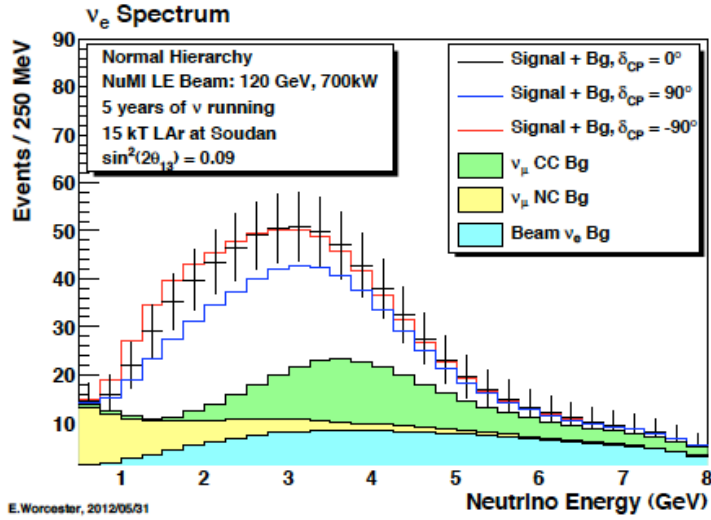 νe Spectrum
Events / 250 MeV
90
80
70
60
50
40
30
20
10
Normal Hierarchy
NuMI LE Beam: 120 GeV, 700kW
5 years of ν running
15 kT LAr at Soudan
sin²(2θ₁₃) = 0.09
Signal + Bg, δCP = 0°
Signal + Bg, δCP = 90°
Signal + Bg, δCP = -90°
νμ CC Bg
νμ NC Bg
Beam νe Bg
1 2 3 4 5 6 7 8
Neutrino Energy (GeV)
E.Worcester, 2012/05/31